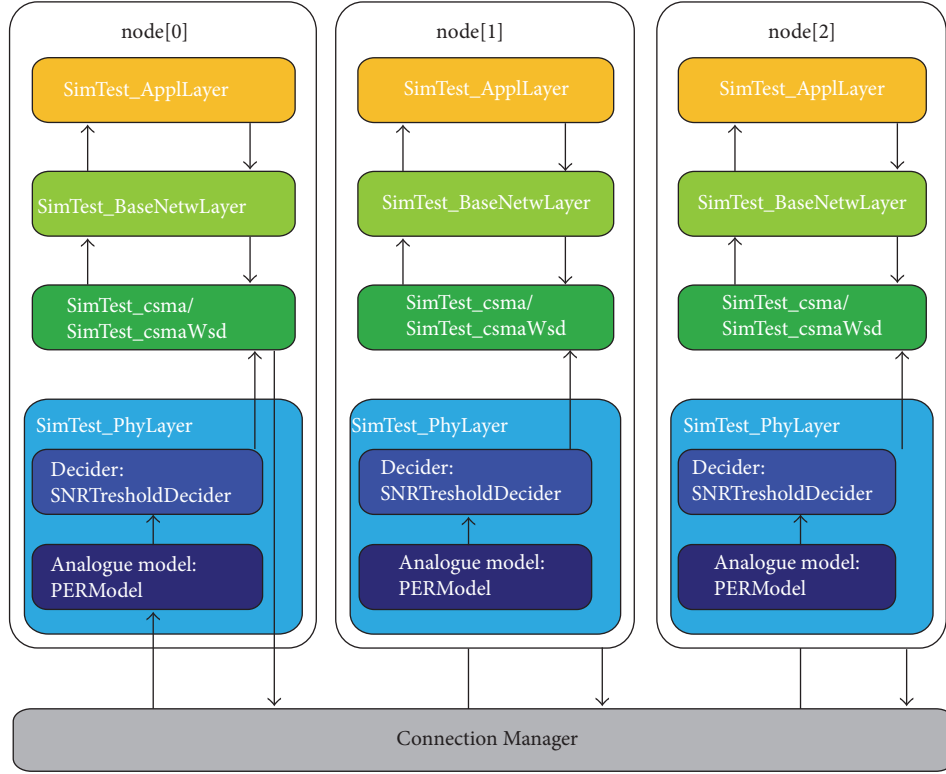 node[0]
SimTest_ApplLayer
SimTest_BaseNetwLayer
SimTest_csma/
SimTest_csmaWsd
SimTest_PhyLayer
Decider:
SNRTresholdDecider
Analogue model:
PERModel
node[1]
SimTest_ApplLayer
SimTest_BaseNetwLayer
SimTest_csma/
SimTest_csmaWsd
SimTest_PhyLayer
Decider:
SNRTresholdDecider
Analogue model:
PERModel
node[2]
SimTest_ApplLayer
SimTest_BaseNetwLayer
SimTest_csma/
SimTest_csmaWsd
SimTest_PhyLayer
Decider:
SNRTresholdDecider
Analogue model:
PERModel
Connection Manager